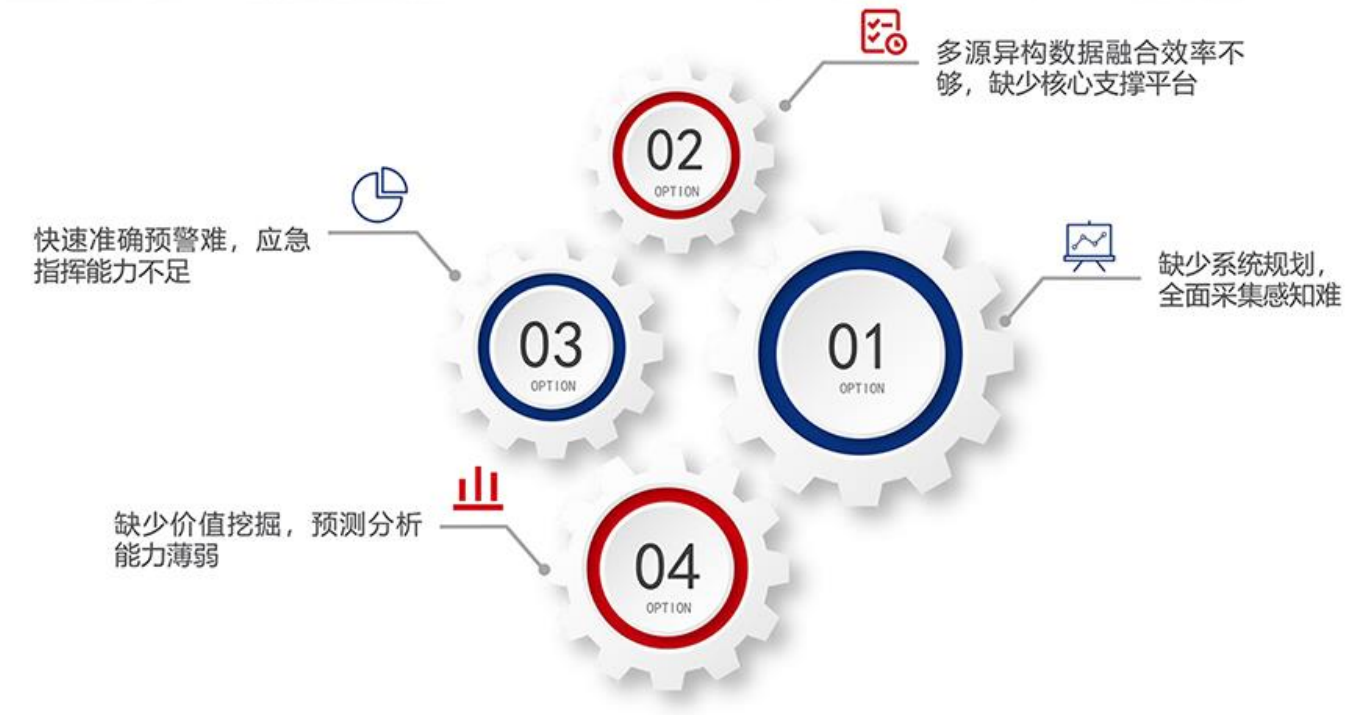 多源异构数据融合效率不
够，缺少核心支撑平台
02
OPTION
快速准确预警难，应急
指挥能力不足
缺少系统规划，
全面采集感知难
03
OPTION
01
OPTION
缺少价值挖掘，预测分析
能力薄弱
04
OPTION